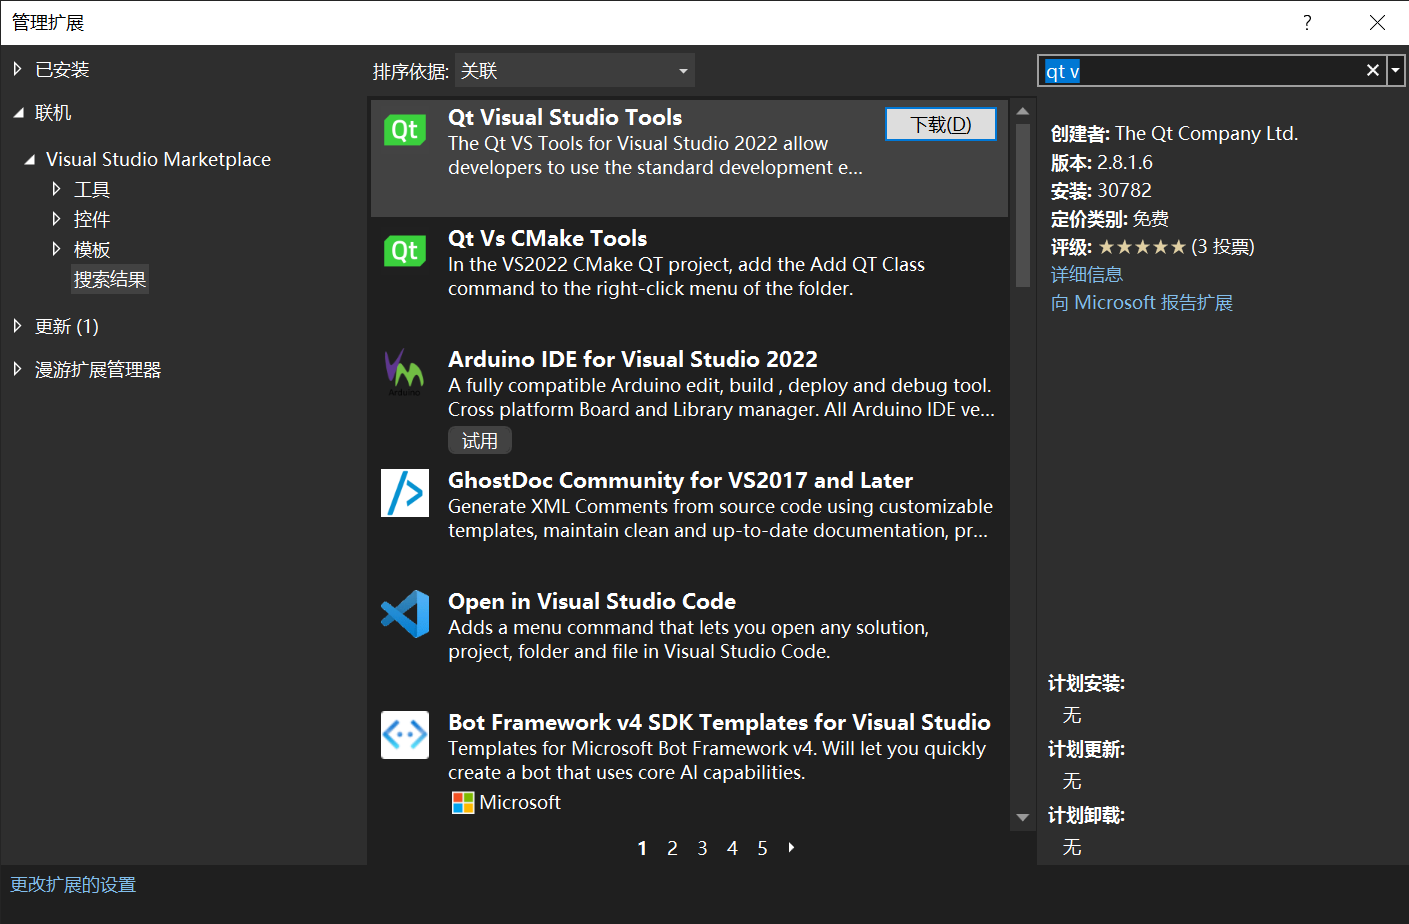 管理扩展
?
已安装
联机
Visual Studio Marketplace
工具
控件
模板
搜索结果
更新 (1)
漫游扩展管理器
排序依据: 关联
Qt
Qt Visual Studio Tools
下载(D)
The Qt VS Tools for Visual Studio 2022 allow
developers to use the standard development e...
Qt
Qt Vs CMake Tools
In the VS2022 CMake QT project, add the Add QT Class
command to the right-click menu of the folder.
Arduino
Arduino IDE for Visual Studio 2022
A fully compatible Arduino edit, build , deploy and debug tool.
Cross platform Board and Library manager. All Arduino IDE ve...
试用
GhostDoc Community for VS2017 and Later
Generate XML Comments from source code using customizable
templates, maintain clean and up-to-date documentation, pr...
Open in Visual Studio Code
Adds a menu command that lets you open any solution,
project, folder and file in Visual Studio Code.
Bot Framework v4 SDK Templates for Visual Studio
Templates for Microsoft Bot Framework v4. Will let you quickly
create a bot that uses core AI capabilities.
Microsoft
1 2 3 4 5
qt v
创建者: The Qt Company Ltd.
版本: 2.8.1.6
安装: 30782
定价类别: 免费
评级: ★★★★★ (3 投票)
详细信息
向 Microsoft 报告扩展
计划安装:
无
计划更新:
无
计划卸载:
无
更改扩展的设置